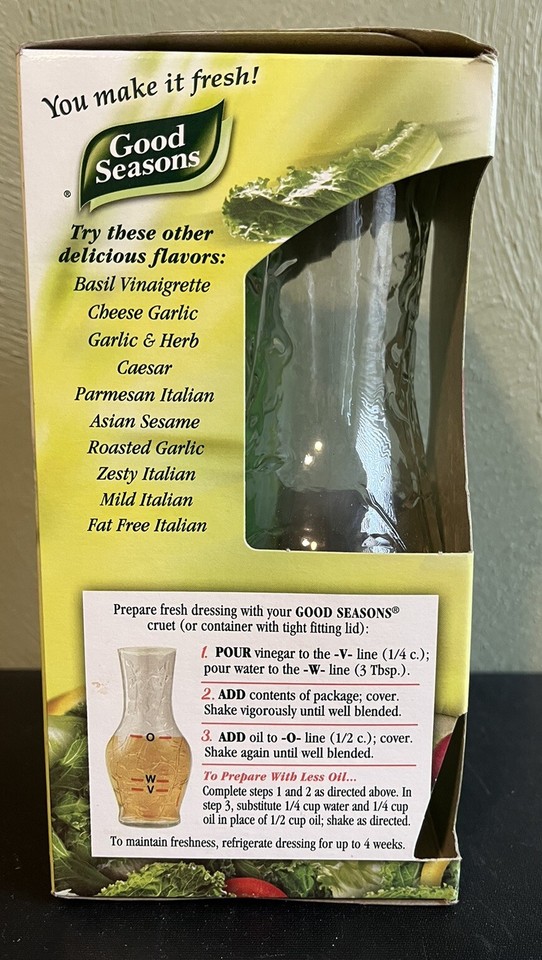 You make it fresh!
Good
Seasons
®
Try these other
delicious flavors:
Basil Vinaigrette
Cheese Garlic
Garlic & Herb
Caesar
Parmesan Italian
Asian Sesame
Roasted Garlic
Zesty Italian
Mild Italian
Fat Free Italian
Prepare fresh dressing with your GOOD SEASONS®
cruet (or container with tight fitting lid):
1. POUR vinegar to the -V- line (1/4 c.);
pour water to the -W- line (3 Tbsp.).
2. ADD contents of package; cover.
Shake vigorously until well blended.
3. ADD oil to -O- line (1/2 c.); cover.
Shake again until well blended.
O
W
V
To Prepare With Less Oil...
Complete steps 1 and 2 as directed above. In
step 3, substitute 1/4 cup water and 1/4 cup
oil in place of 1/2 cup oil; shake as directed.
To maintain freshness, refrigerate dressing for up to 4 weeks.